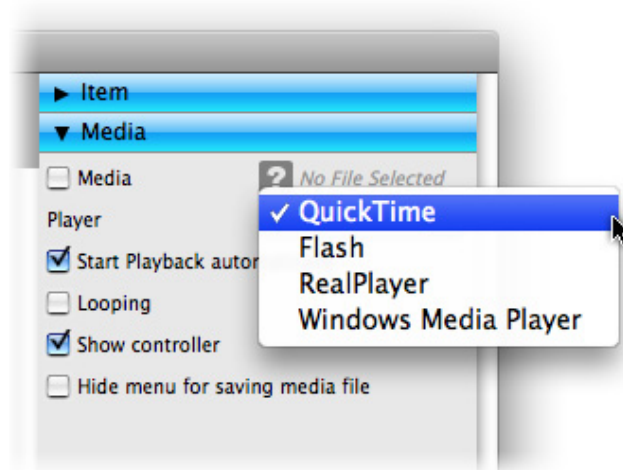 Item
Media
Media
? No File Selected
Player
✓ QuickTime
Flash
Start Playback autor
RealPlayer
Looping
Windows Media Player
Show controller
Hide menu for saving media file